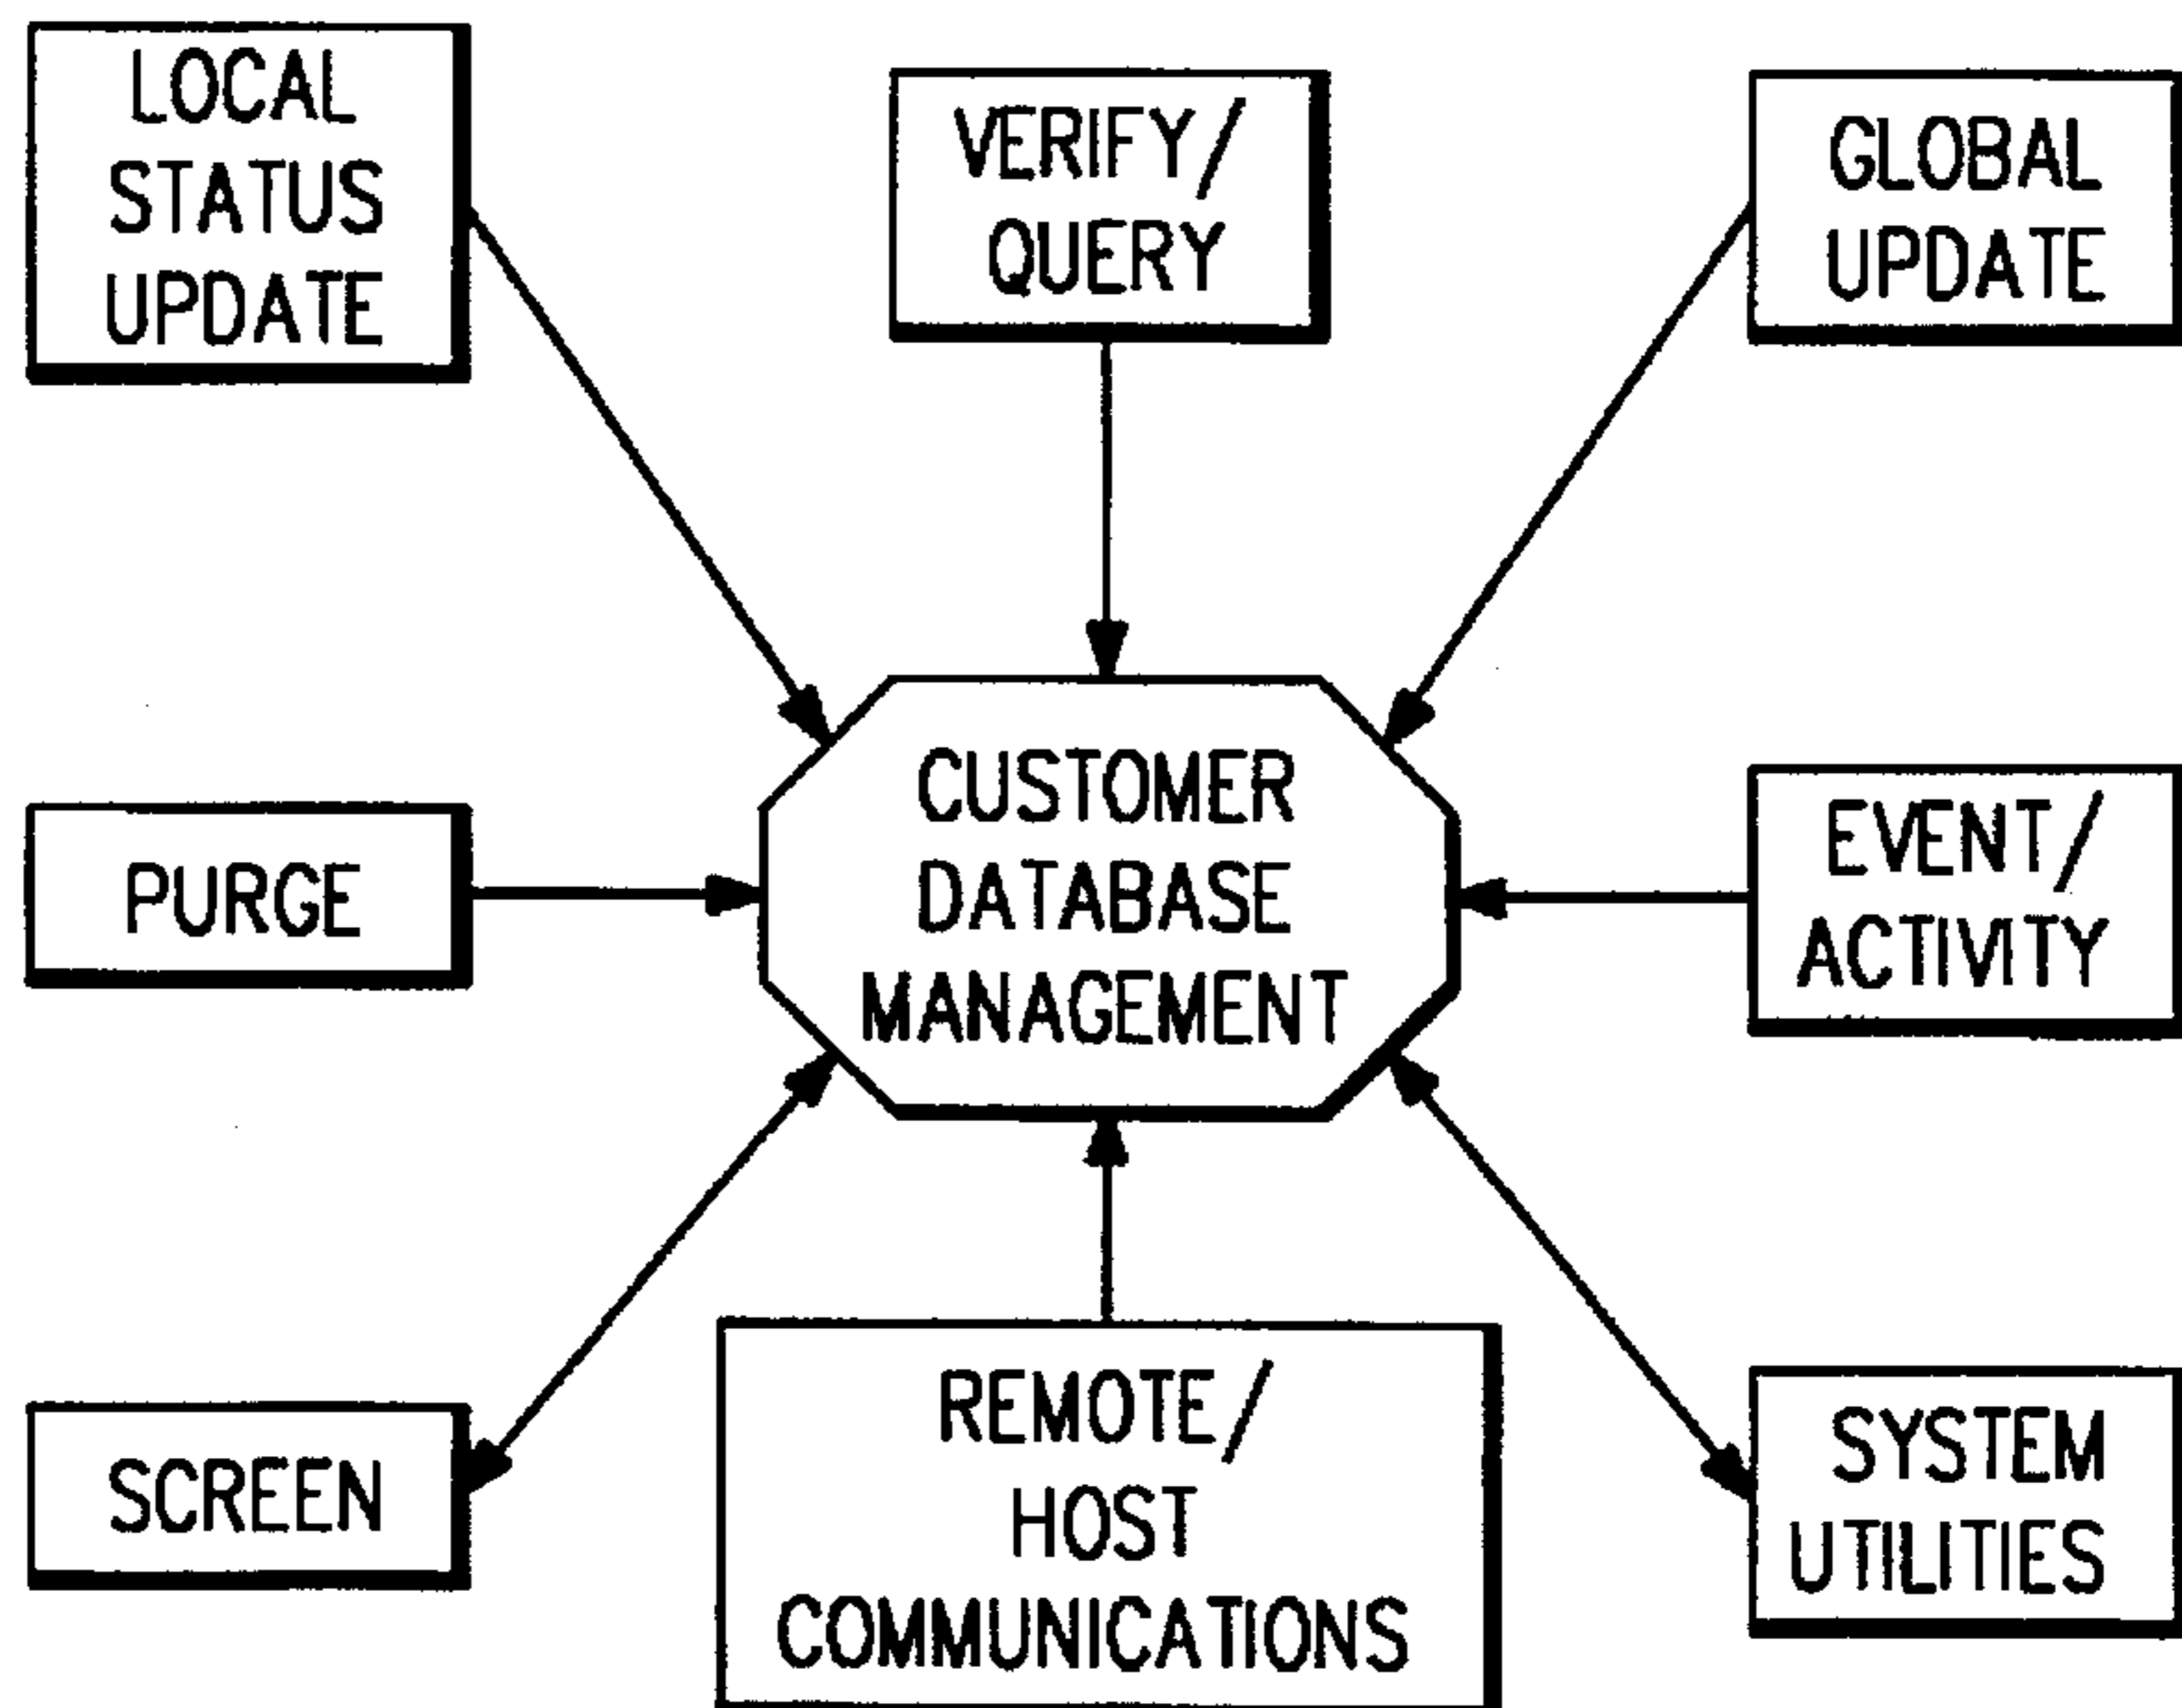 LOCAL
STATUS
UPDATE
VERIFY/
QUERY
GLOBAL
UPDATE
CUSTOMER
DATABASE
MANAGEMENT
PURGE
EVENT/
ACTIVITY
SCREEN
REMOTE/
HOST
COMMUNICATIONS
SYSTEM
UTILITIES